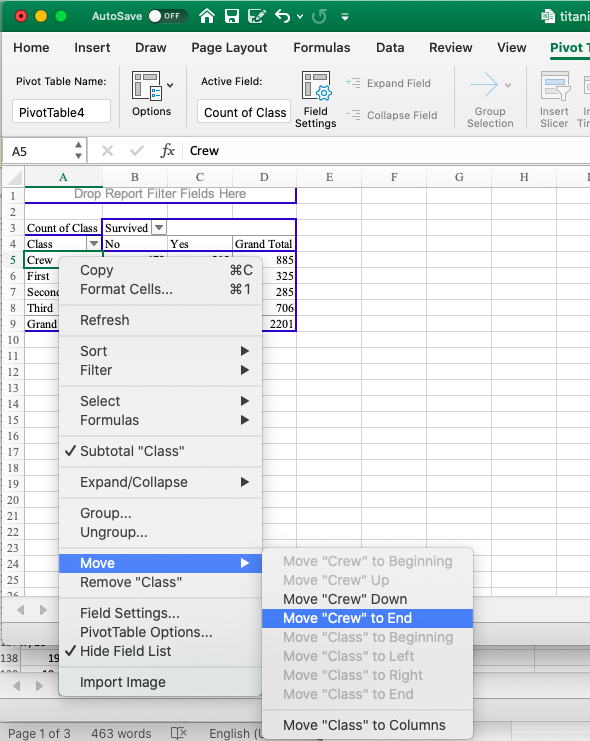 AutoSave OFF titani
Home Insert Draw Page Layout Formulas Data Review View Pivot T
Pivot Table Name: Active Field:
PivotTable4 Options Count of Class Field Settings Expand Field Collapse Field Group Selection Insert Slicer
A5 fx Crew
A B C D E F G H
1 Drop Report Filter Fields Here
2
3 Count of Class Survived
4 Class No Yes Grand Total
5 Crew 885
6 First 325
7 Second 285
8 Third 706
9 Grand 2201
10
11
12
13
14
15
16
17
18
19
20
21
22
23
24
25
26
Copy ⌘C
Format Cells... ⌘1
Refresh
Sort
Filter
Select
Formulas
✓ Subtotal "Class"
Expand/Collapse
Group...
Ungroup...
Move
Remove "Class"
Field Settings...
PivotTable Options...
✓ Hide Field List
Import Image
Move “Crew” to Beginning
Move "Crew" Up
Move "Crew" Down
Move "Crew" to End
Move "Class" to Beginning
Move "Class" to Left
Move "Class" to Right
Move "Class" to End
Move "Class" to Columns
138 19
Page 1 of 3 463 words English (U